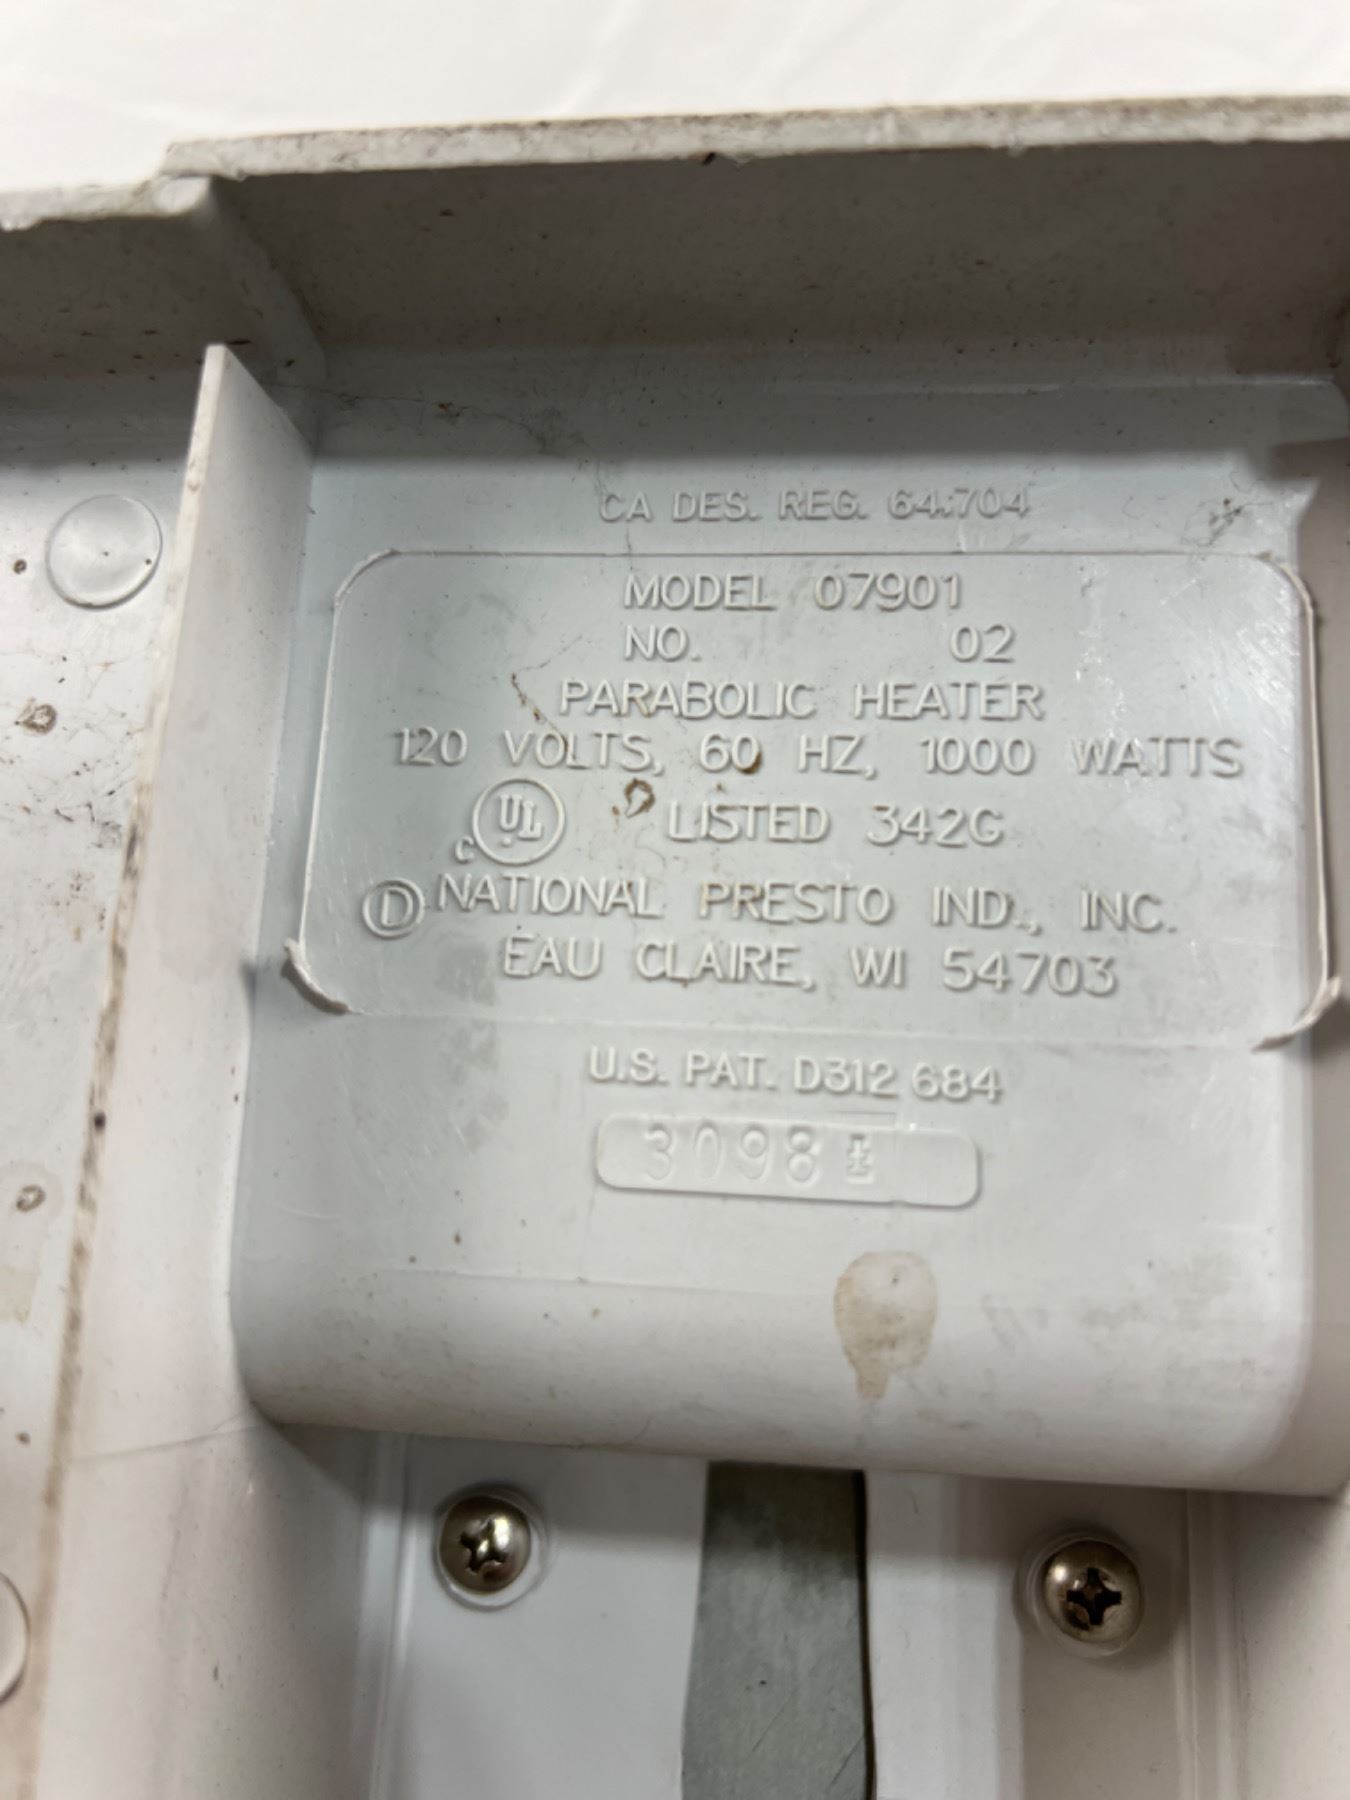 CA DES. REG. 64,704
MODEL 07901
NO. 02
PARABOLIC HEATER
120 VOLTS, 60 HZ, 1000 WATTS
C UL LISTED 342G
D NATIONAL PRESTO IND., INC.
EAU CLAIRE, WI 54703
U.S. PAT. D312 684
3098